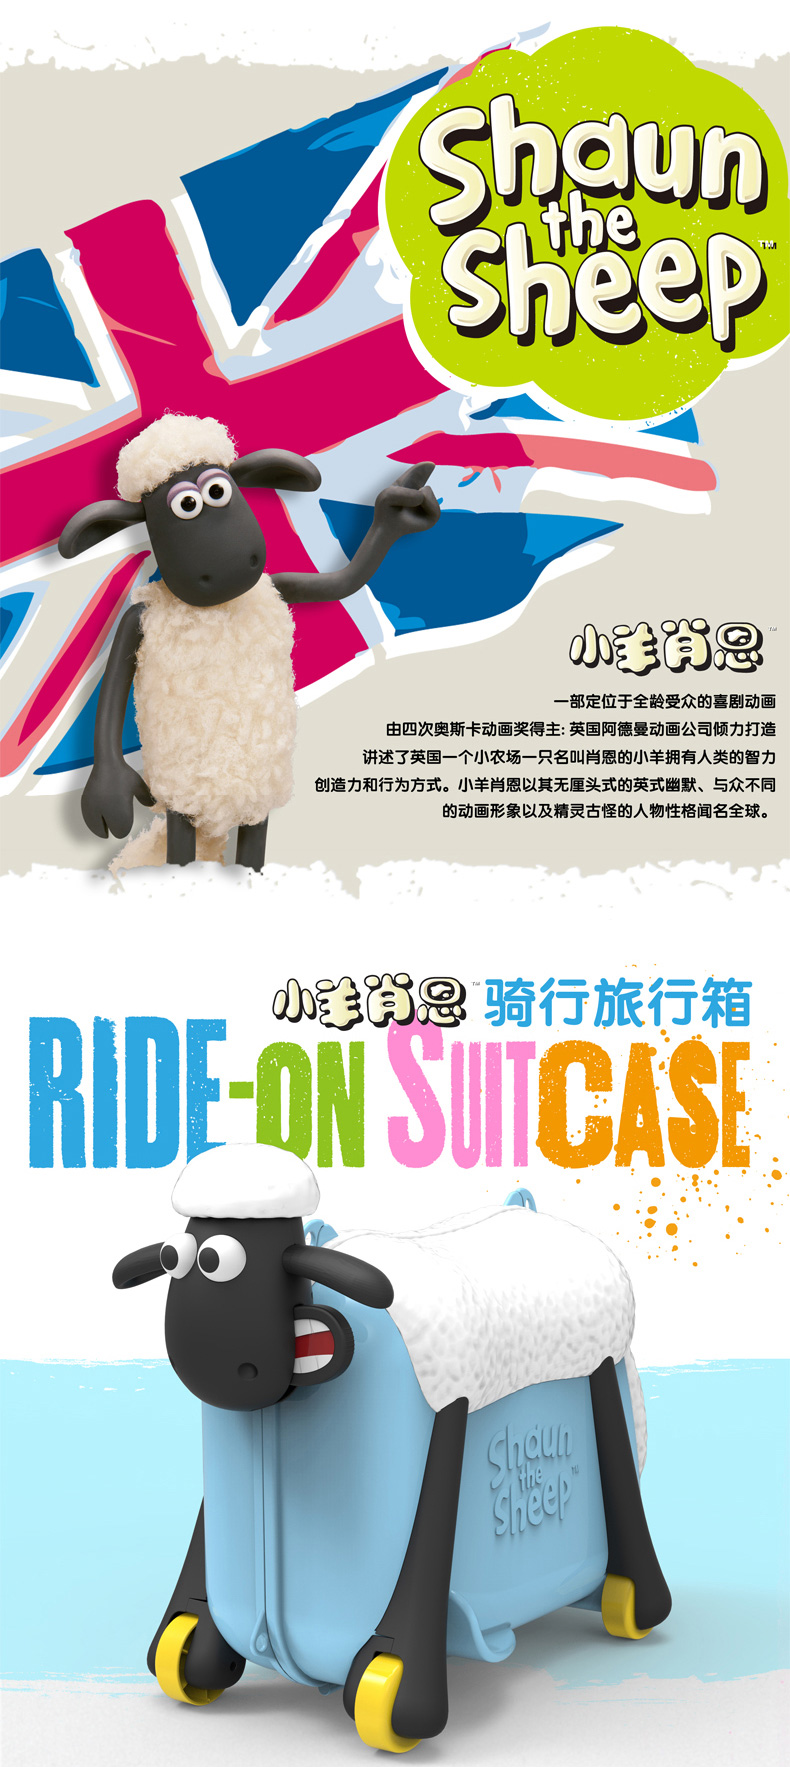 Shaun
the
Sheep™
小羊肖恩™
一部定位于全龄受众的喜剧动画
由四次奥斯卡动画奖得主: 英国阿德曼动画公司倾力打造
讲述了英国一个小农场一只名叫肖恩的小羊拥有人类的智力
创造力和行为方式。小羊肖恩以其无厘头式的英式幽默、与众不同
的动画形象以及精灵古怪的人物性格闻名全球。
小羊肖恩™ 骑行旅行箱
RIDE-ON SUITCASE
Shaun
the
Sheep™